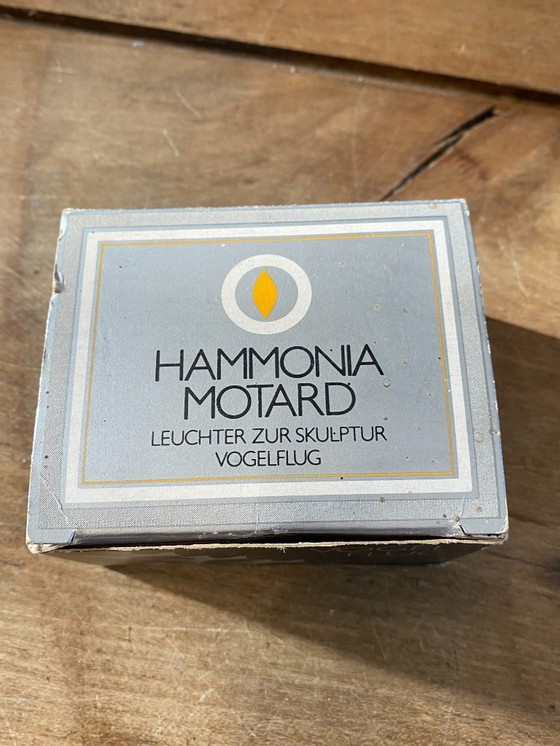 HAMMONIA
MOTARD
LEUCHTER ZUR SKULPTUR
VOGELFLUG